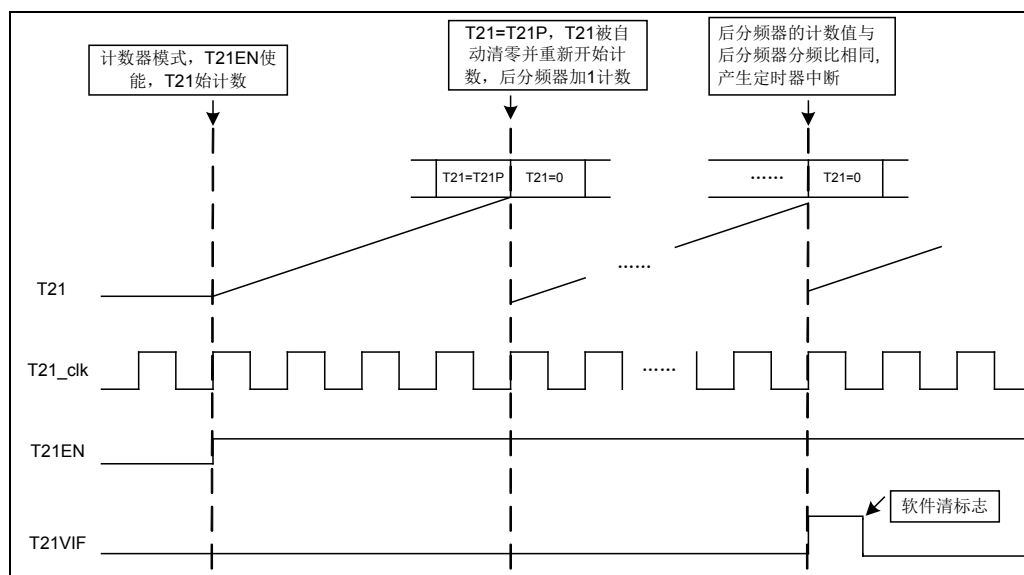 计数器模式，T21EN使
能，T21始计数
T21=T21P，T21被自
动清零并重新开始计
数，后分频器加1计数
后分频器的计数值与
后分频器分频比相同,
产生定时器中断
T21=T21P
T21=0
……
T21=0
……
T21
T21_clk
……
T21EN
软件清标志
T21VIF